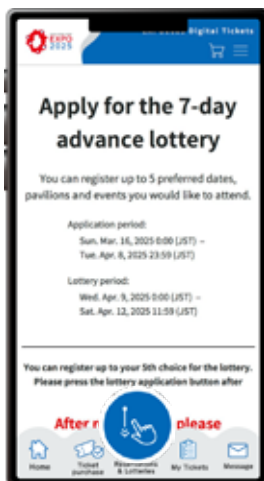 EXPO
2025
Digital Tickets
Apply for the 7-day
advance lottery
You can register up to 5 preferred dates,
pavilions and events you would like to attend.
Application period:
Sun. Mar. 16, 2025 0:00 (JST) –
Tue. Apr. 8, 2025 23:59 (JST)
Lottery period:
Wed. Apr. 9, 2025 0:00 (JST) –
Sat. Apr. 12, 2025 11:59 (JST)
You can register up to your 5th choice for the lottery.
Please press the lottery application button after
After please
Home
Ticket
purchase
Reservations
& Lotteries
My Tickets
Message